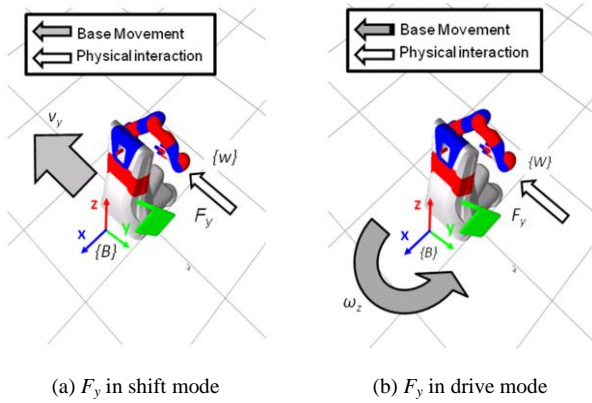 Base Movement
Physical interaction
v_y
{w}
F_y
z
x
y
{B}
(a) F_y in shift mode
Base Movement
Physical interaction
{W}
F_y
z
x
y
{B}
ω_z
(b) F_y in drive mode